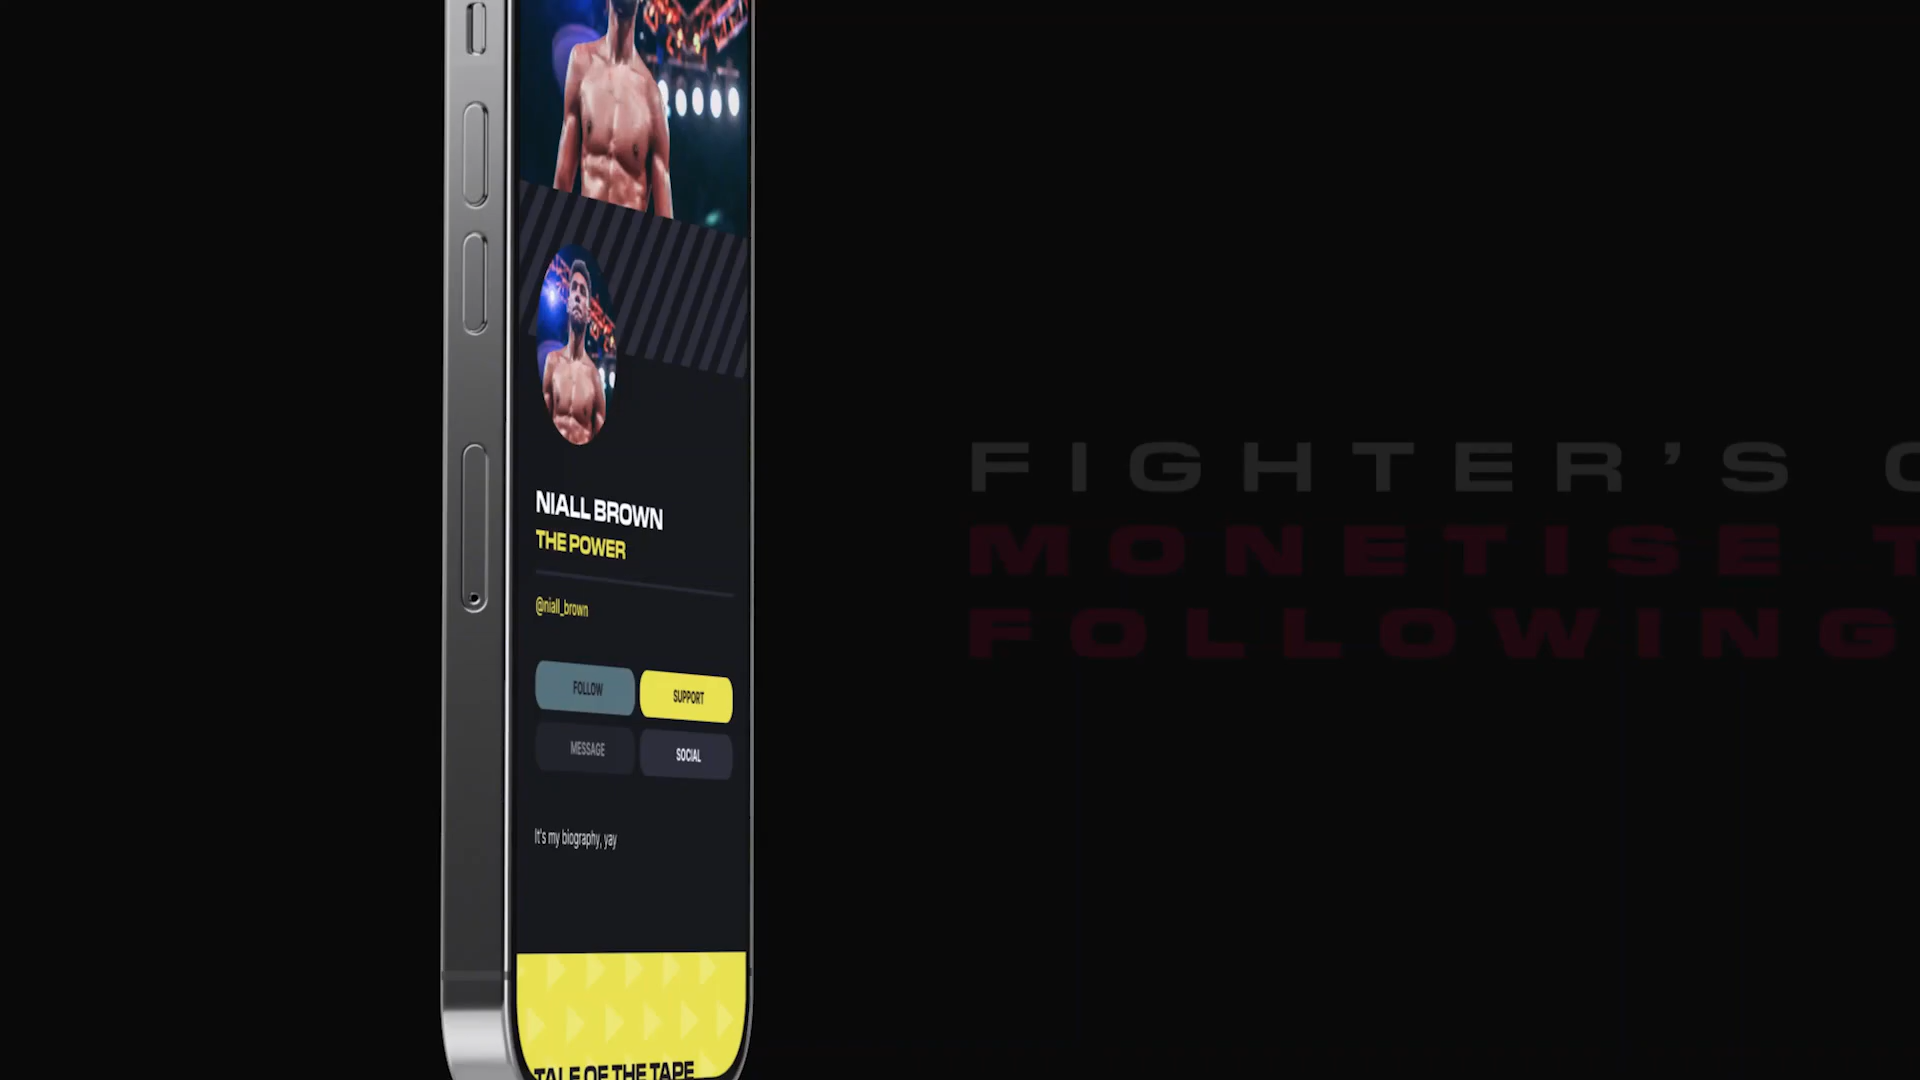 NIALL BROWN
THE POWER
@niall_brown
FOLLOW
SUPPORT
MESSAGE
SOCIAL
It's my biography, yay
TALE OF THE TAPE
FIGHTER’S
MONETISE
FOLLOWING